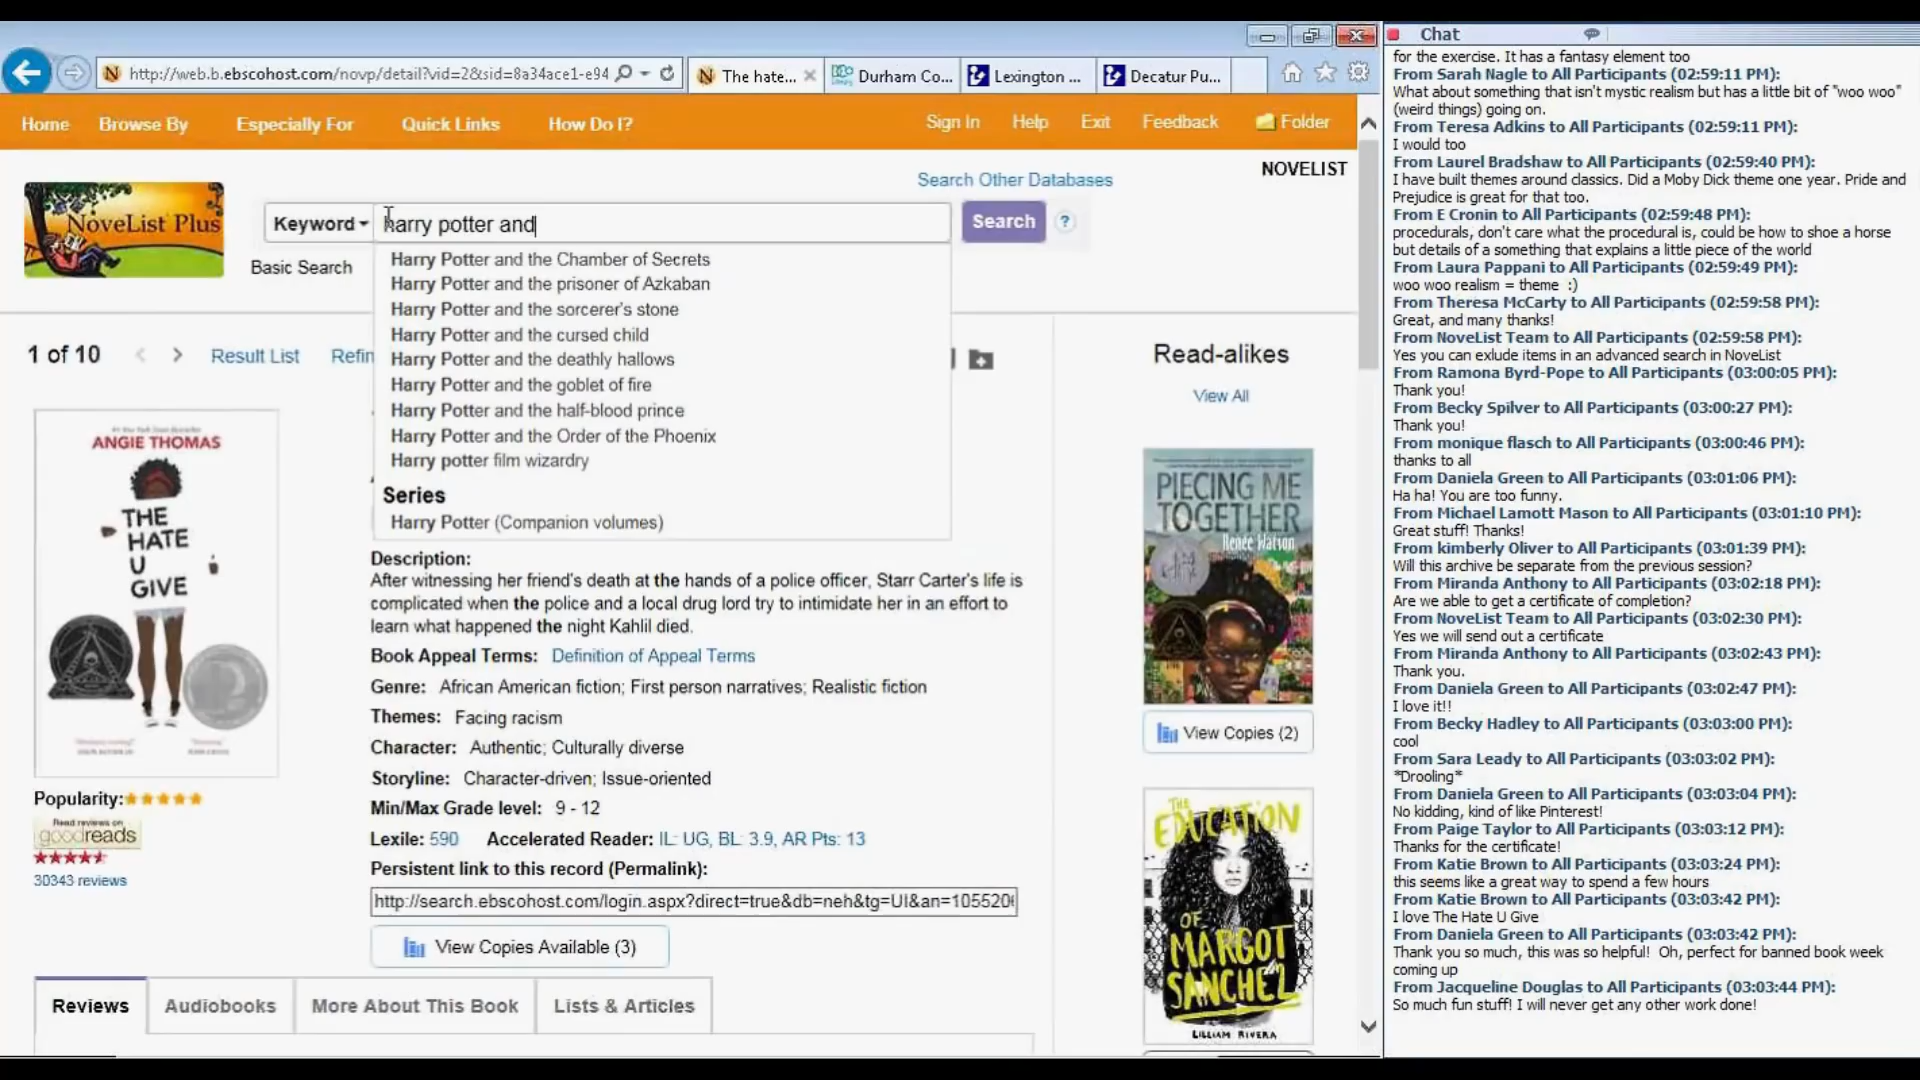 http://web.b.ebscohost.com/novp/detail?vid=2&sid=8a34ace1-e94
The hate...
Durham Co...
Lexington ...
Decatur Pu...
Home
Browse By
Especially For
Quick Links
How Do I?
Sign In
Help
Exit
Feedback
Folder
NOVELIST
Search Other Databases
NoveList Plus
Keyword
harry potter and
Search
?
Basic Search
Harry Potter and the Chamber of Secrets
Harry Potter and the prisoner of Azkaban
Harry Potter and the sorcerer's stone
Harry Potter and the cursed child
Harry Potter and the deathly hallows
Harry Potter and the goblet of fire
Harry Potter and the half-blood prince
Harry Potter and the Order of the Phoenix
Harry potter film wizardry
Series
Harry Potter (Companion volumes)
1 of 10
Result List
Refin
ANGIE THOMAS
THE
HATE
U
GIVE
Popularity:
Read reviews on
goodreads
30343 reviews
Description:
After witnessing her friend's death at the hands of a police officer, Starr Carter's life is
complicated when the police and a local drug lord try to intimidate her in an effort to
learn what happened the night Kahlil died.
Book Appeal Terms: Definition of Appeal Terms
Genre: African American fiction; First person narratives; Realistic fiction
Themes: Facing racism
Character: Authentic; Culturally diverse
Storyline: Character-driven; Issue-oriented
Min/Max Grade level: 9 - 12
Lexile: 590 Accelerated Reader: IL: UG, BL: 3.9, AR Pts: 13
Persistent link to this record (Permalink):
http://search.ebscohost.com/login.aspx?direct=true&db=neh&tg=UI&an=105520
View Copies Available (3)
Reviews
Audiobooks
More About This Book
Lists & Articles
Read-alikes
View All
PIECING ME
TOGETHER
Renée Watson
View Copies (2)
THE
EDUCATION
OF
MARGOT
SANCHEZ
LILLIAM RIVERA
Chat
for the exercise. It has a fantasy element too
From Sarah Nagle to All Participants (02:59:11 PM):
What about something that isn't mystic realism but has a little bit of "woo woo"
(weird things) going on.
From Teresa Adkins to All Participants (02:59:11 PM):
I would too
From Laurel Bradshaw to All Participants (02:59:40 PM):
I have built themes around classics. Did a Moby Dick theme one year. Pride and
Prejudice is great for that too.
From E Cronin to All Participants (02:59:48 PM):
procedurals, don't care what the procedural is, could be how to shoe a horse
but details of a something that explains a little piece of the world
From Laura Pappani to All Participants (02:59:49 PM):
woo woo realism = theme :)
From Theresa McCarty to All Participants (02:59:58 PM):
Great, and many thanks!
From NoveList Team to All Participants (02:59:58 PM):
Yes you can exlude items in an advanced search in NoveList
From Ramona Byrd-Pope to All Participants (03:00:05 PM):
Thank you!
From Becky Spilver to All Participants (03:00:27 PM):
Thank you!
From monique flasch to All Participants (03:00:46 PM):
thanks to all
From Daniela Green to All Participants (03:01:06 PM):
Ha ha! You are too funny.
From Michael Lamott Mason to All Participants (03:01:10 PM):
Great stuff! Thanks!
From kimberly Oliver to All Participants (03:01:39 PM):
Will this archive be separate from the previous session?
From Miranda Anthony to All Participants (03:02:18 PM):
Are we able to get a certificate of completion?
From NoveList Team to All Participants (03:02:30 PM):
Yes we will send out a certificate
From Miranda Anthony to All Participants (03:02:43 PM):
Thank you.
From Daniela Green to All Participants (03:02:47 PM):
I love it!!
From Becky Hadley to All Participants (03:03:00 PM):
cool
From Sara Leady to All Participants (03:03:02 PM):
*Drooling*
From Daniela Green to All Participants (03:03:04 PM):
No kidding, kind of like Pinterest!
From Paige Taylor to All Participants (03:03:12 PM):
Thanks for the certificate!
From Katie Brown to All Participants (03:03:24 PM):
this seems like a great way to spend a few hours
From Katie Brown to All Participants (03:03:42 PM):
I love The Hate U Give
From Daniela Green to All Participants (03:03:42 PM):
Thank you so much, this was so helpful! Oh, perfect for banned book week
coming up
From Jacqueline Douglas to All Participants (03:03:44 PM):
So much fun stuff! I will never get any other work done!